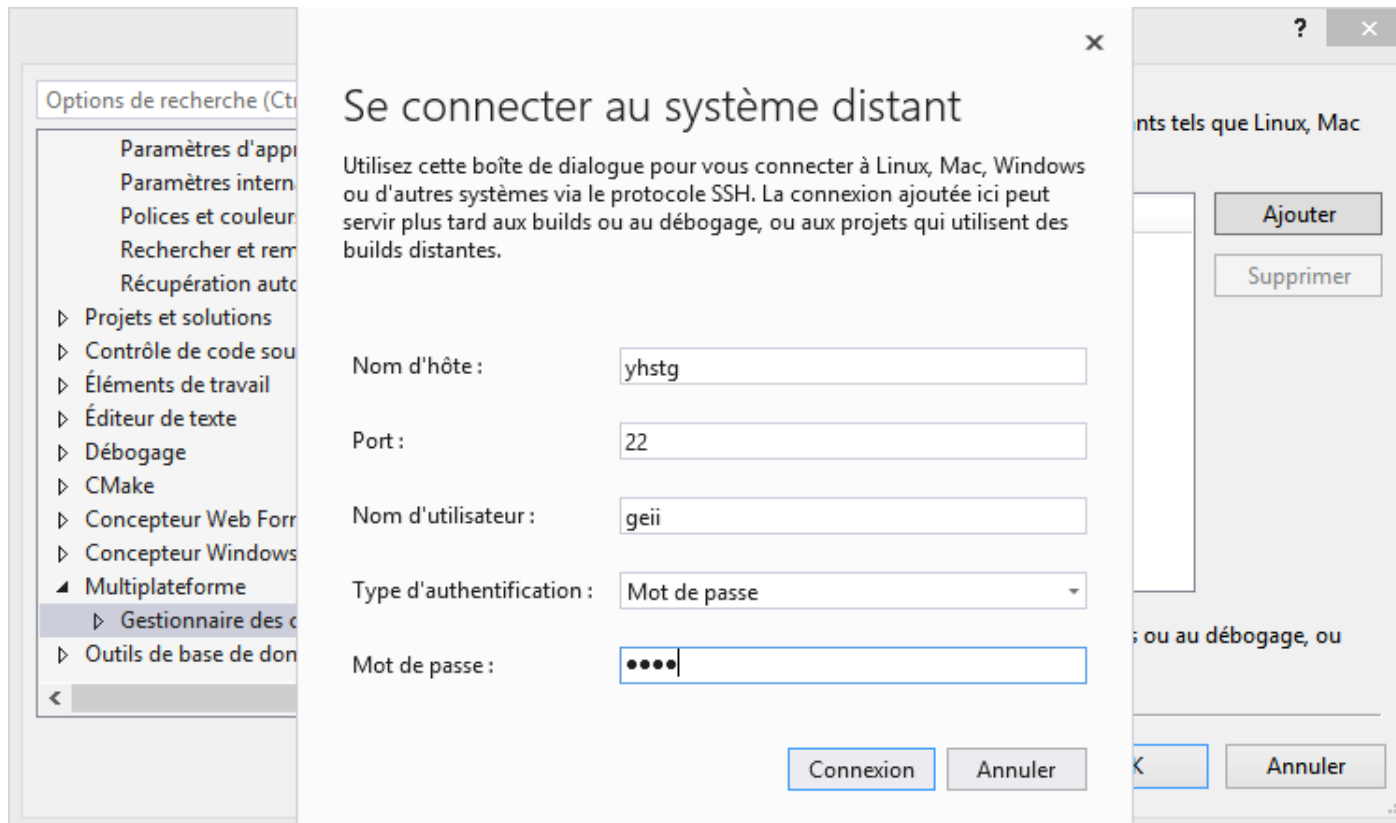 ?
Options de recherche (Ctr
Paramètres d'appr
Paramètres interna
Polices et couleurs
Rechercher et rem
Récupération auto
Projets et solutions
Contrôle de code sou
Éléments de travail
Éditeur de texte
Débogage
CMake
Concepteur Web Forr
Concepteur Windows
Multiplateforme
Gestionnaire des c
Outils de base de don
Se connecter au système distant
Utilisez cette boîte de dialogue pour vous connecter à Linux, Mac, Windows
ou d'autres systèmes via le protocole SSH. La connexion ajoutée ici peut
servir plus tard aux builds ou au débogage, ou aux projets qui utilisent des
builds distantes.
Nom d'hôte :
yhstg
Port :
22
Nom d'utilisateur :
geii
Type d'authentification :
Mot de passe
Mot de passe :
••••
Connexion
Annuler
nts tels que Linux, Mac
Ajouter
Supprimer
s ou au débogage, ou
K
Annuler